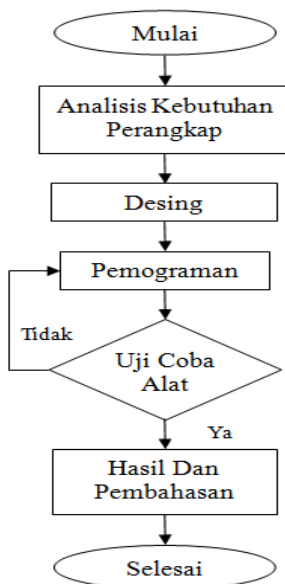 Mulai
Analisis Kebutuhan
Perangkap
Desing
Pemograman
Tidak
Uji Coba
Alat
Ya
Hasil Dan
Pembahasan
Selesai